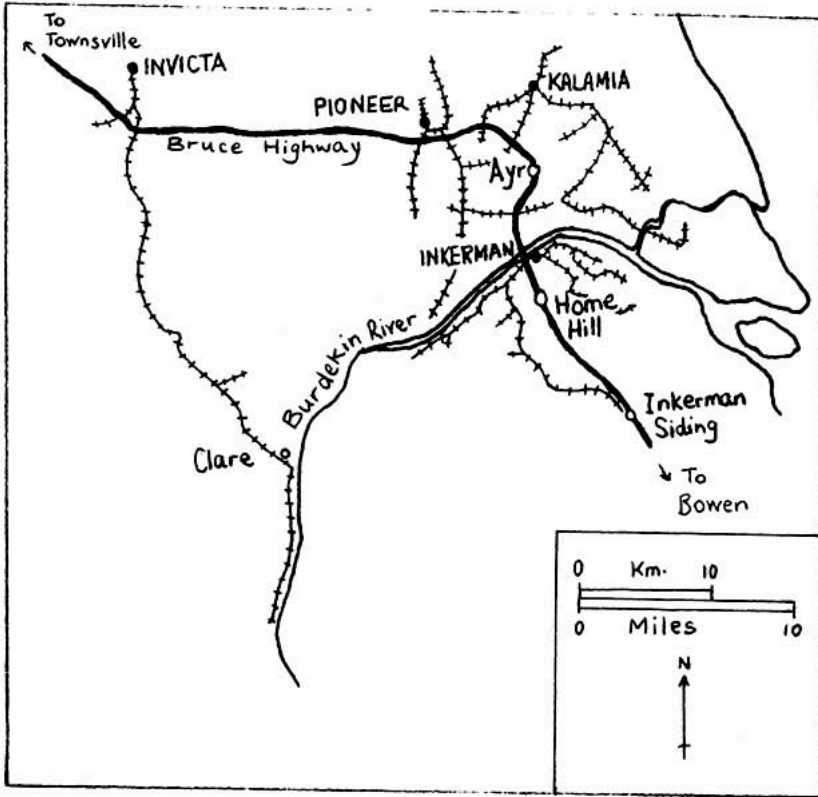 To
Townsville
INVICTA
KALAMIA
PIONEER
Bruce Highway
Ayr
INKERMAN
Home
Hill
Burdekin River
Inkerman
Siding
Clare
To
Bowen
0 Km. 10
0 Miles 10
N